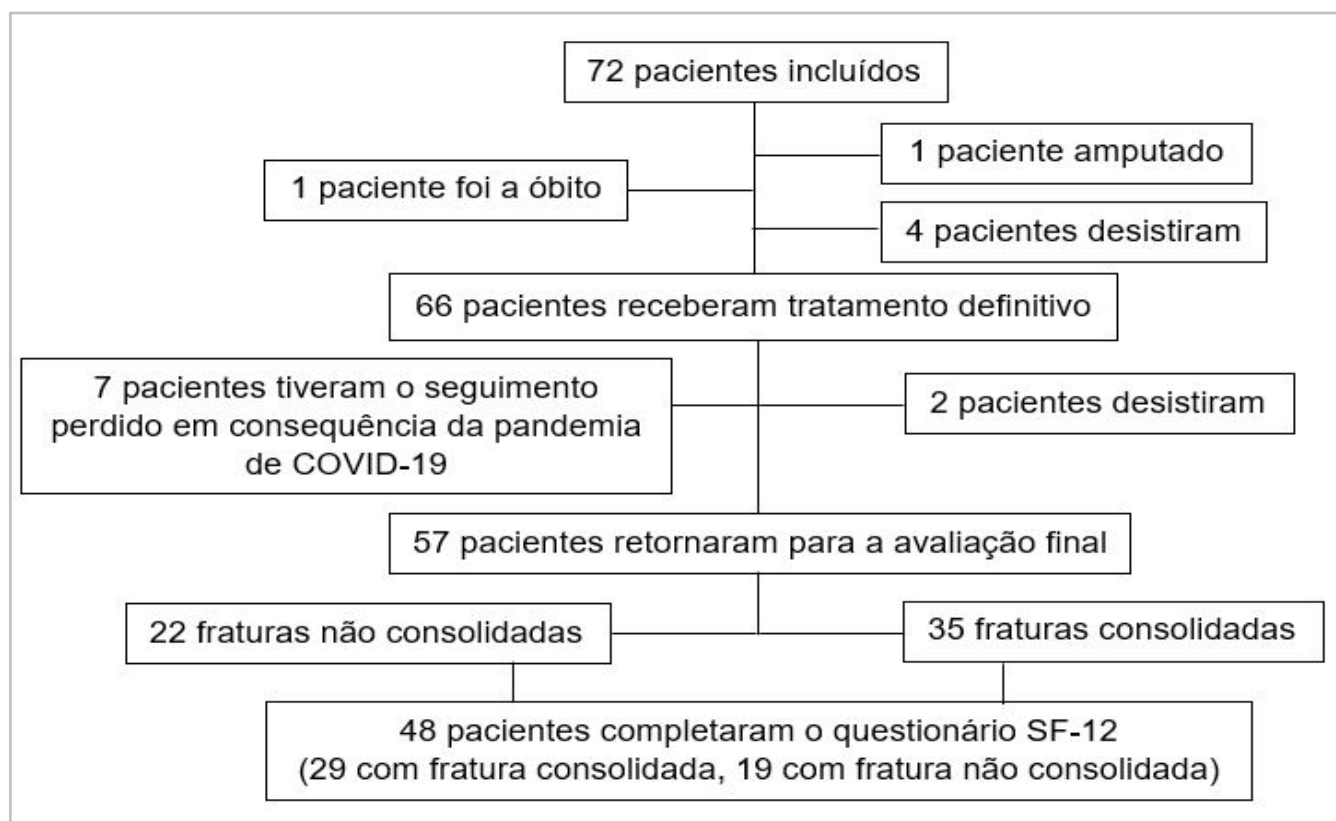 72 pacientes incluídos
1 paciente amputado
1 paciente foi a óbito
4 pacientes desistiram
66 pacientes receberam tratamento definitivo
7 pacientes tiveram o seguimento
perdido em consequência da pandemia
de COVID-19
2 pacientes desistiram
57 pacientes retornaram para a avaliação final
22 fraturas não consolidadas
35 fraturas consolidadas
48 pacientes completaram o questionário SF-12
(29 com fratura consolidada, 19 com fratura não consolidada)